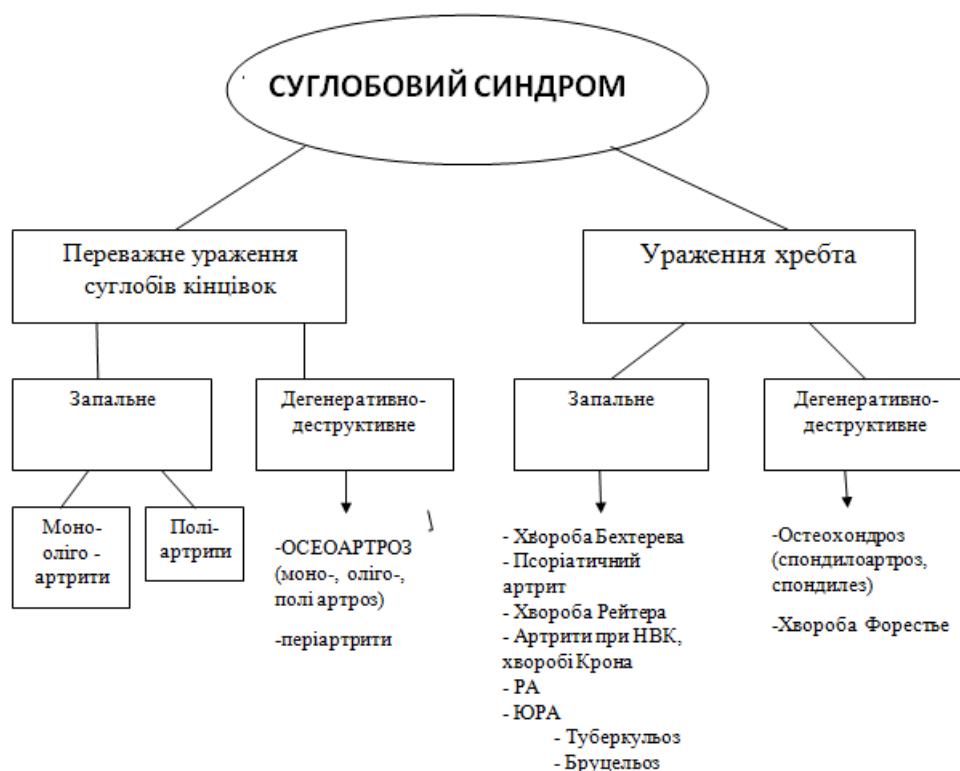 СУГЛОБОВИЙ СИНДРОМ
Переважне ураження
суглобів кінцівок
Ураження хребта
Запальне
Дегенеративно-
деструктивне
Запальне
Дегенеративно-
деструктивне
Моно-
оліго -
артрити
Полі-
артрити
-ОСЕОАРТРОЗ
(моно-, оліго-,
полі артроз)
-періартрити
- Хвороба Бехтерева
- Псоріатичний
артрит
- Хвороба Рейтера
- Артрити при НВК,
хворобі Крона
- РА
- ЮРА
- Туберкульоз
- Бруцельоз
-Остеохондроз
(спондилоартроз,
спондилез)
-Хвороба Форестье